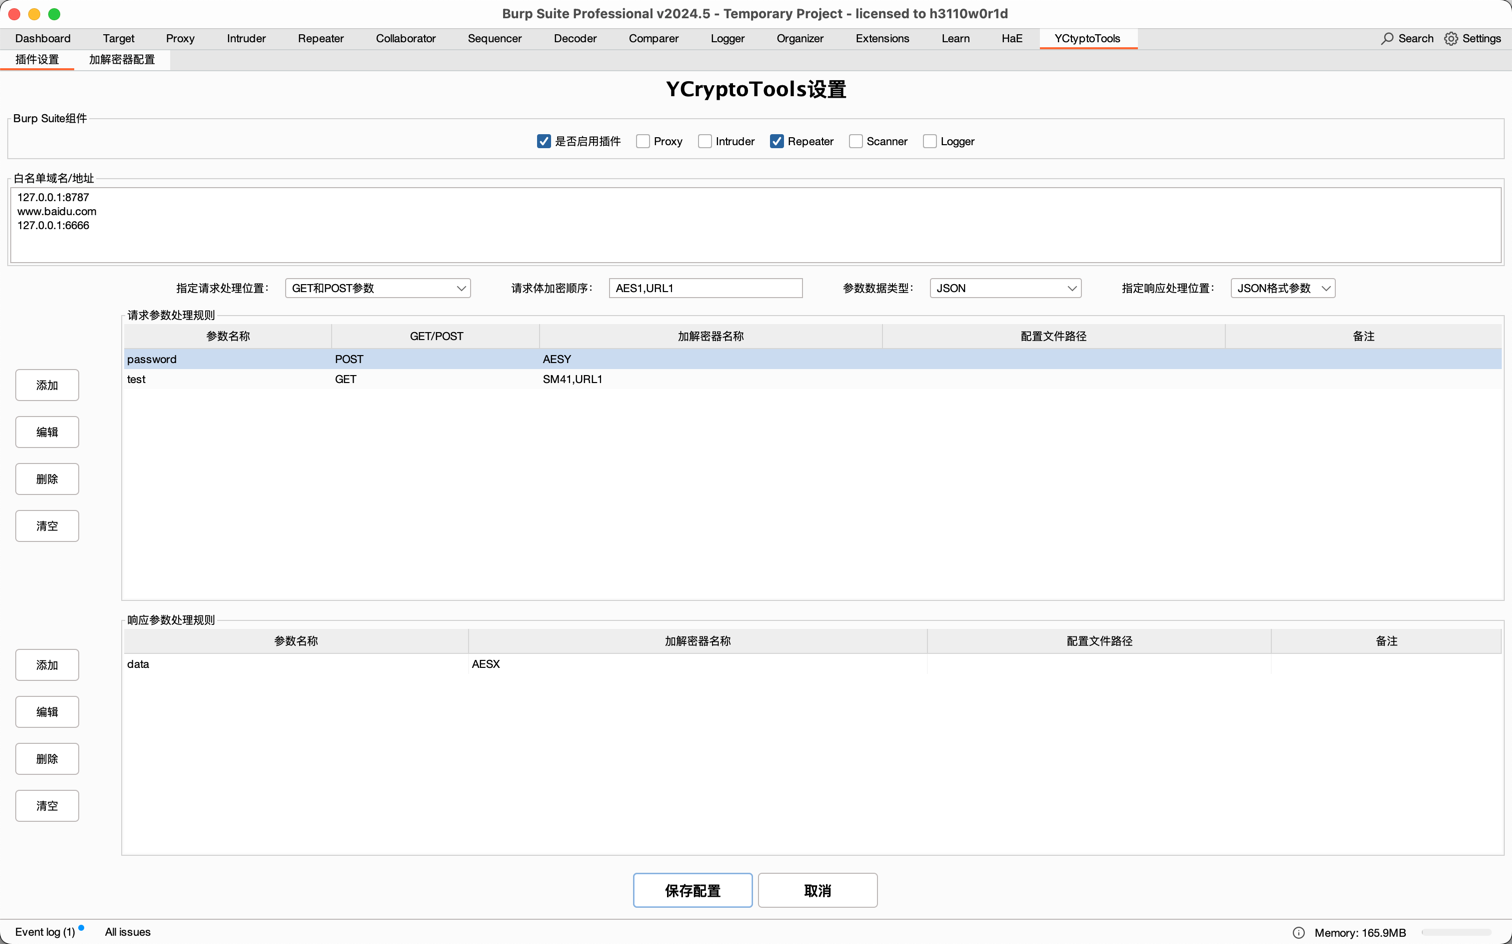 Burp Suite Professional v2024.5 - Temporary Project - licensed to h3110w0r1d
Dashboard Target Proxy Intruder Repeater Collaborator Sequencer Decoder Comparer Logger Organizer Extensions Learn HaE YCtyptoTools Search Settings
插件设置 加解密器配置
YCryptoTools设置
Burp Suite组件
是否启用插件 Proxy Intruder Repeater Scanner Logger
白名单域名/地址
127.0.0.1:8787
www.baidu.com
127.0.0.1:6666
指定请求处理位置： GET和POST参数 请求体加密顺序： AES1,URL1 参数数据类型： JSON 指定响应处理位置： JSON格式参数
请求参数处理规则
参数名称 GET/POST 加解密器名称 配置文件路径 备注
password POST AESY
test GET SM41,URL1
添加
编辑
删除
清空
响应参数处理规则
参数名称 加解密器名称 配置文件路径 备注
data AESX
添加
编辑
删除
清空
保存配置 取消
Event log (1) All issues Memory: 165.9MB